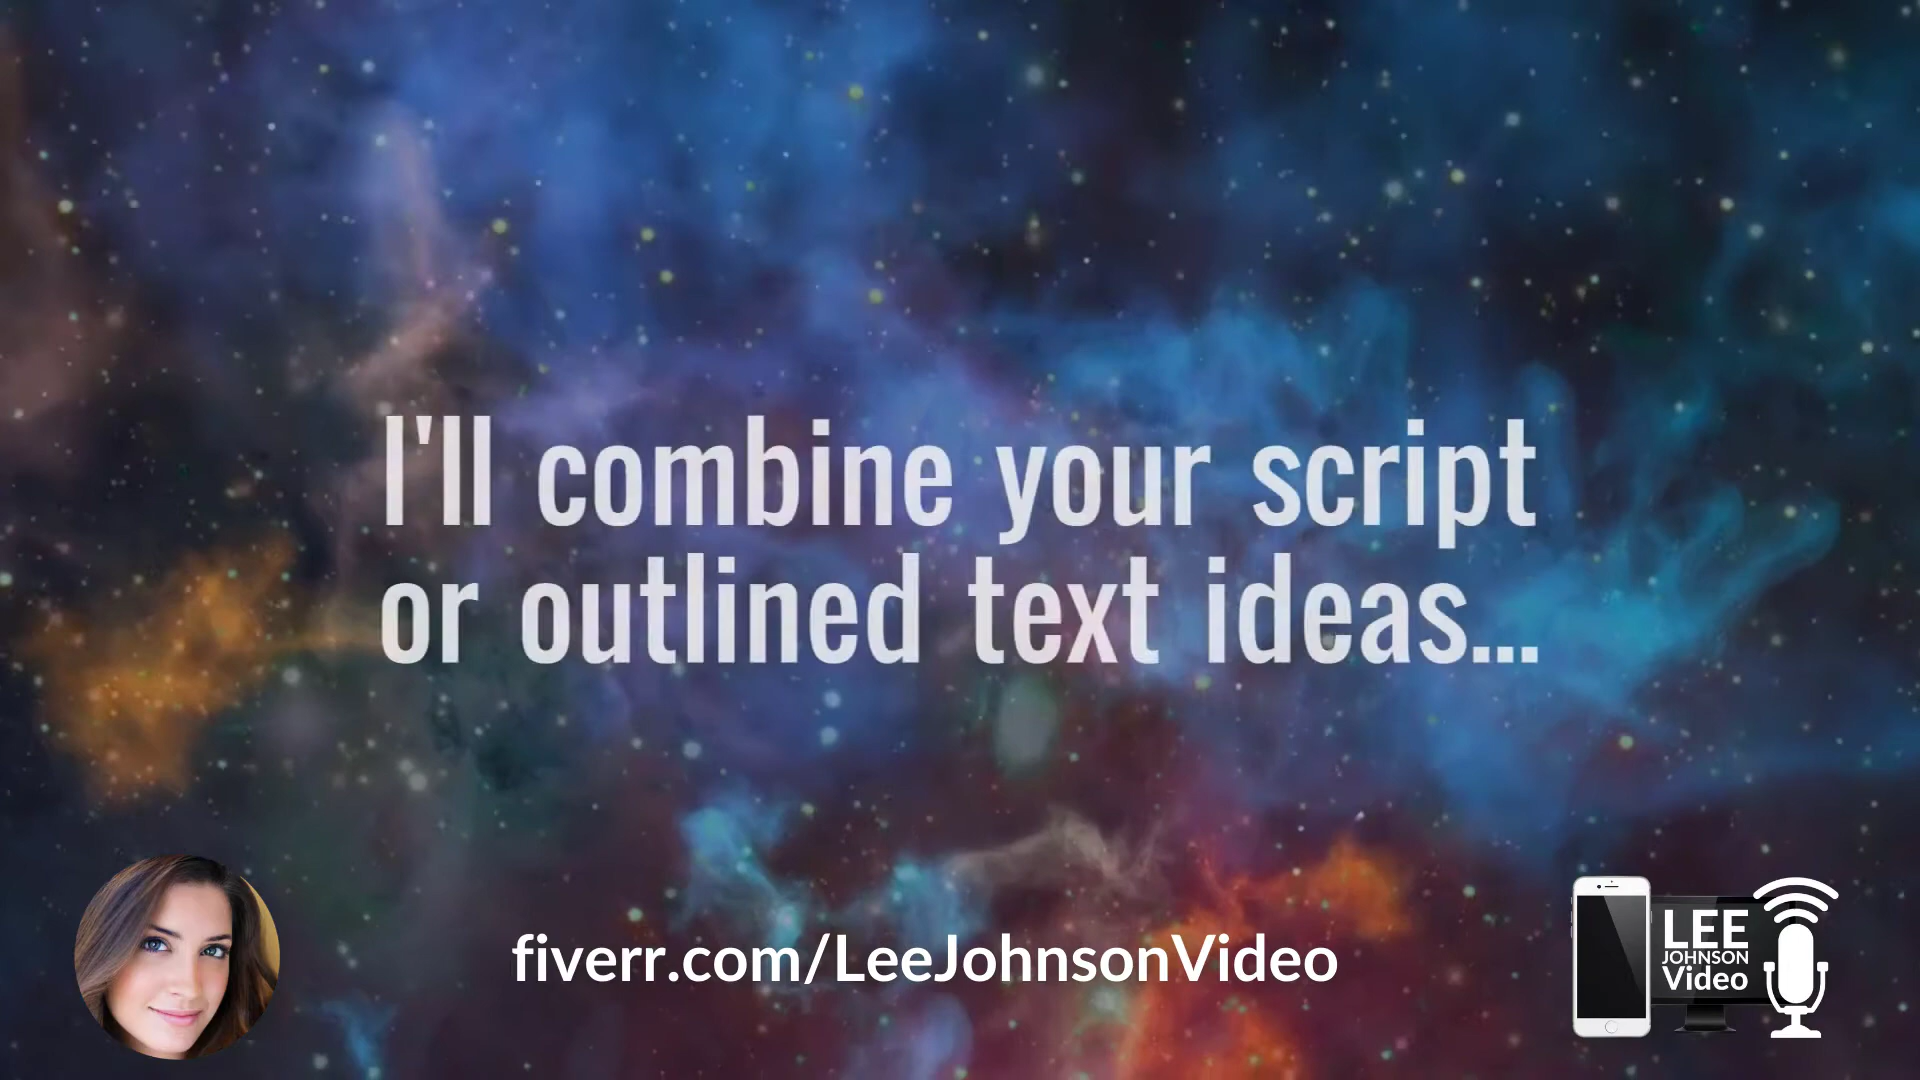 I'll combine your script
or outlined text ideas...
fiverr.com/LeeJohnsonVideo
LEE
JOHNSON
Video